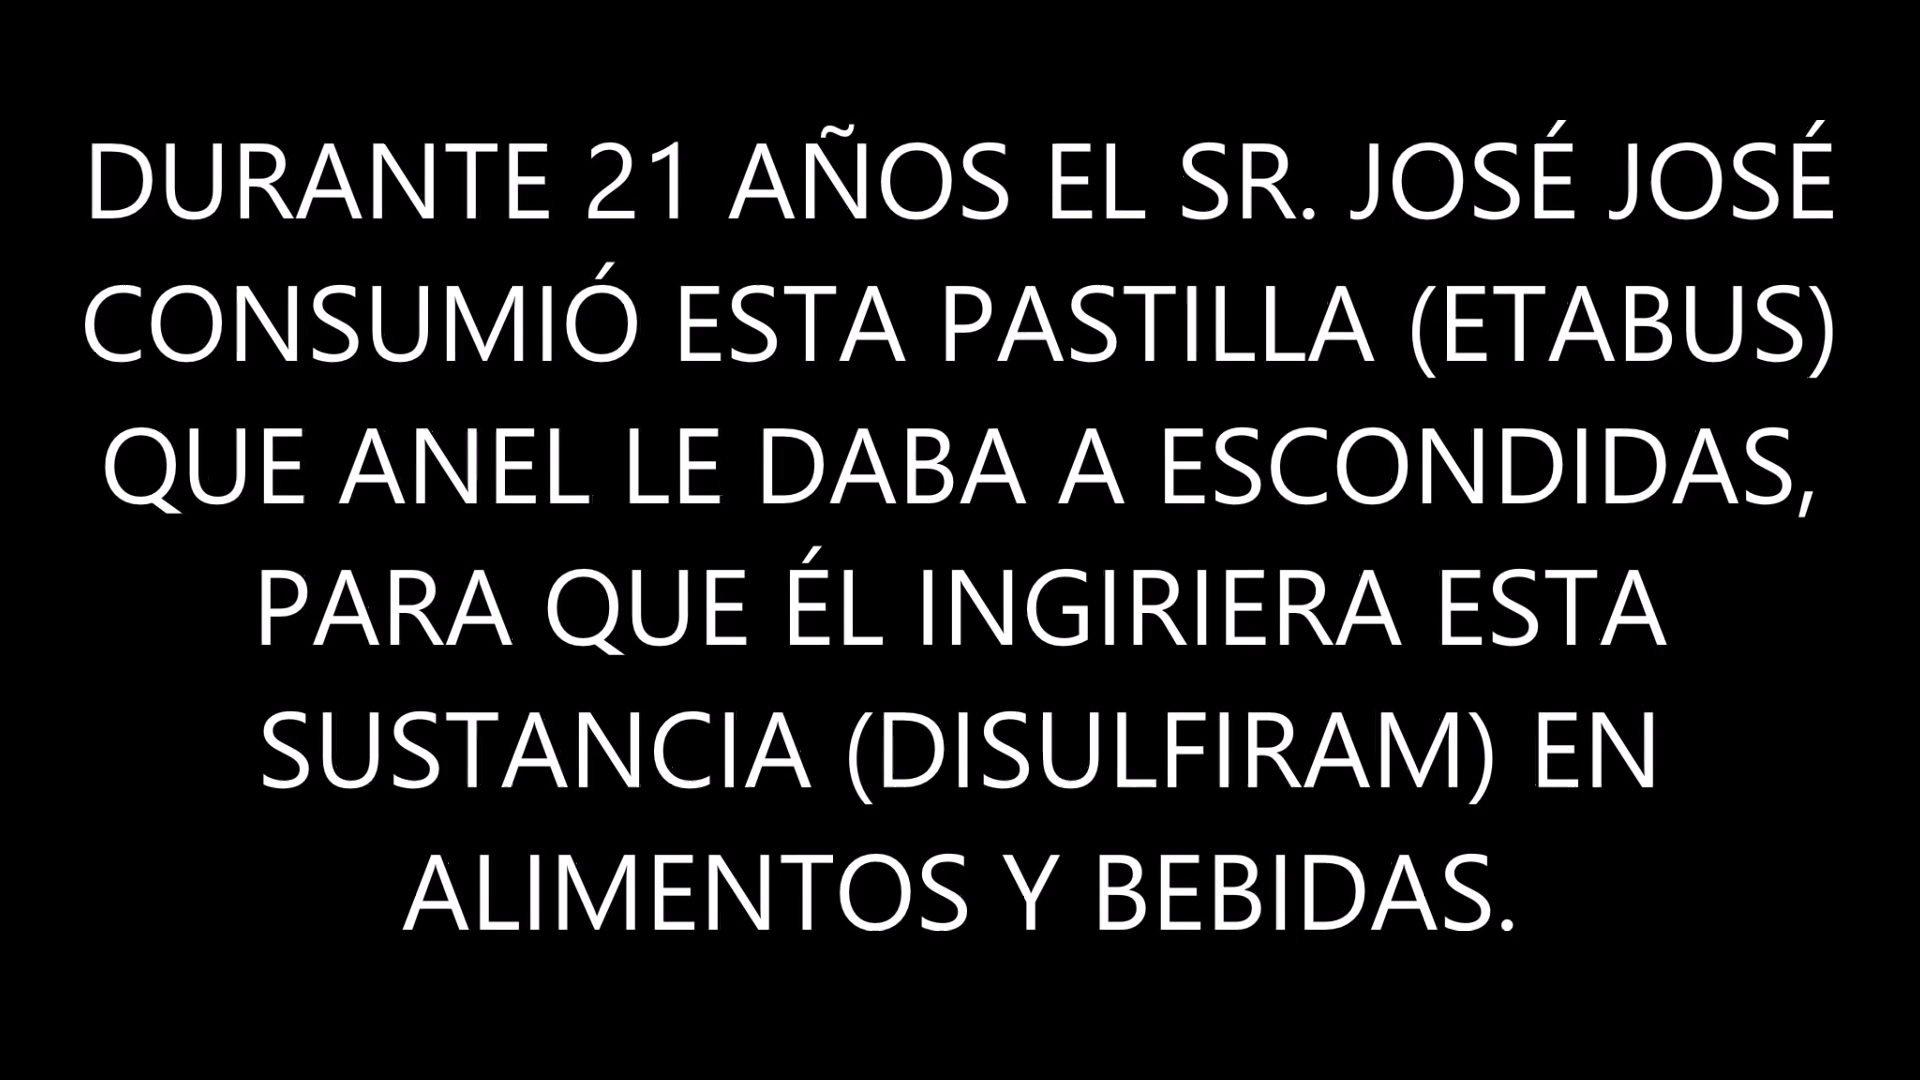 DURANTE 21 AÑOS EL SR. JOSÉ JOSÉ
CONSUMIÓ ESTA PASTILLA (ETABUS)
QUE ANEL LE DABA A ESCONDIDAS,
PARA QUE ÉL INGIRIERA ESTA
SUSTANCIA (DISULFIRAM) EN
ALIMENTOS Y BEBIDAS.